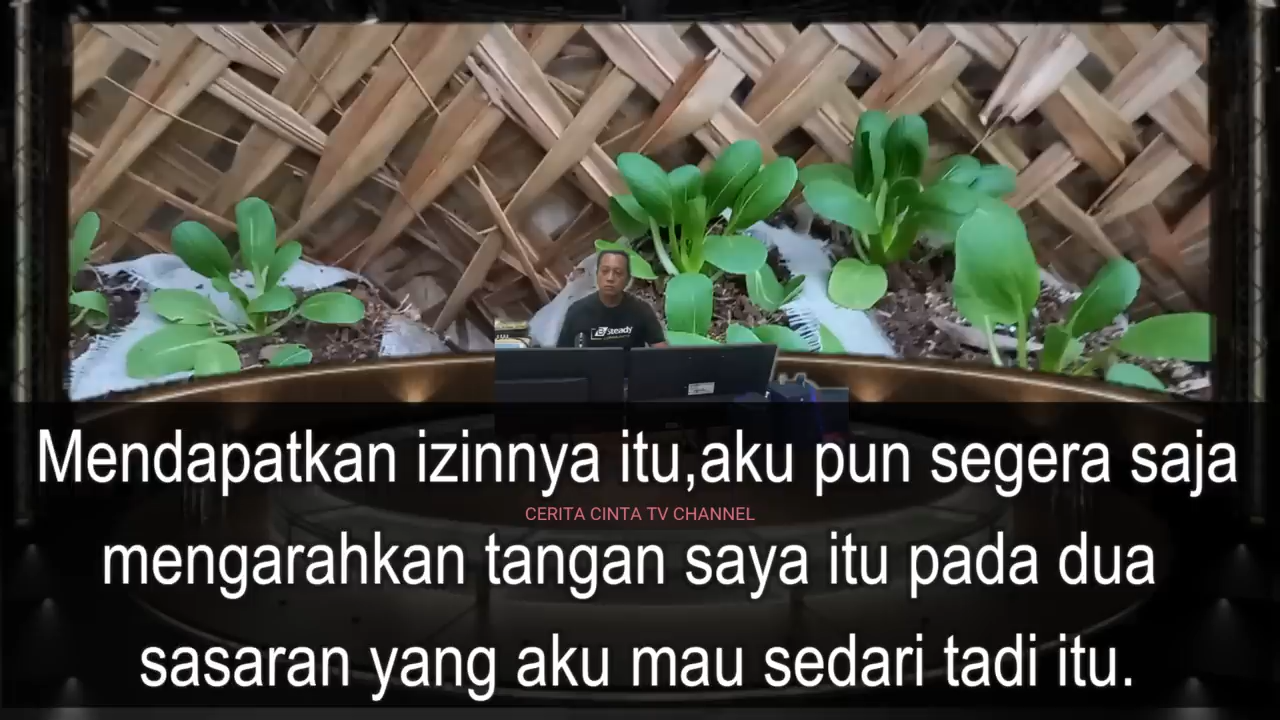 Steady
Mendapatkan izinnya itu,aku pun segera saja
CERITA CINTA TV CHANNEL
mengarahkan tangan saya itu pada dua
sasaran yang aku mau sedari tadi itu.